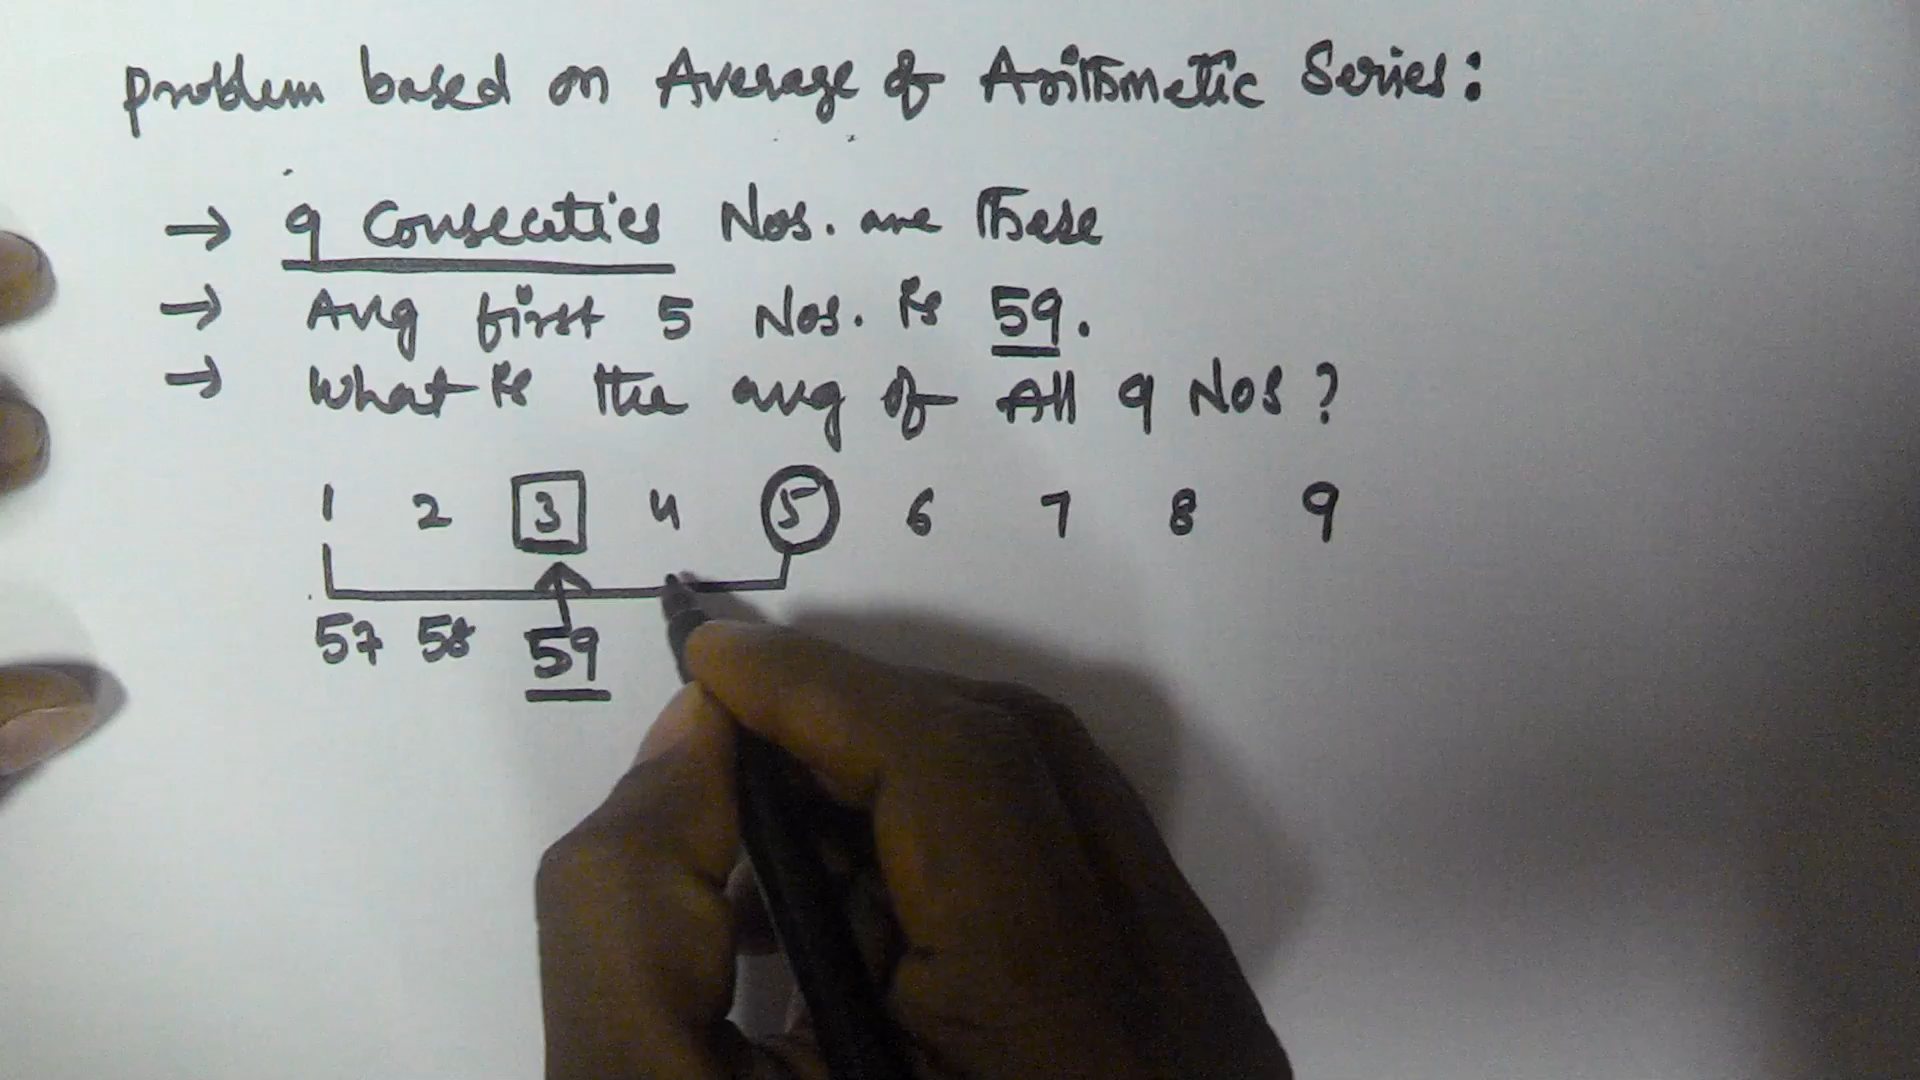 Problem based on Average of Arithmetic Series:
→ 9 Consecuties Nos. are these
→ Avg first 5 Nos. is 59.
→ What is the avg of All 9 Nos?
1 2 3 4 5 6 7 8 9
57 58 59